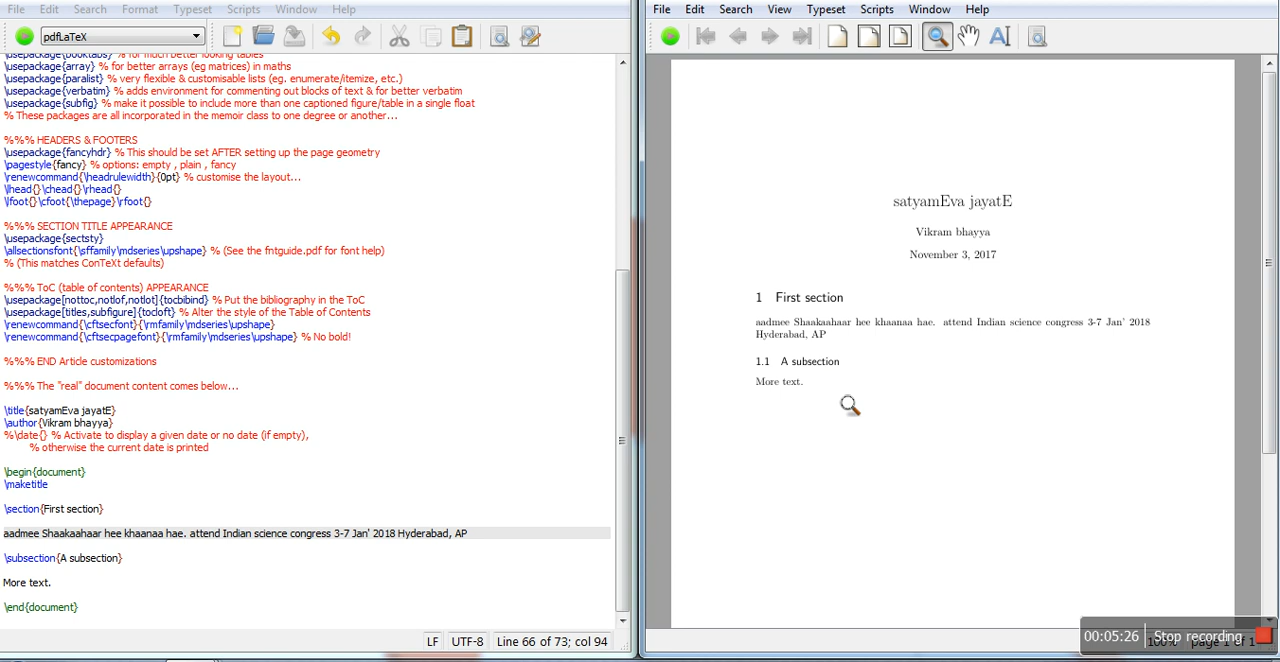 File Edit Search Format Typeset Scripts Window Help
pdfLaTeX
\usepackage{booktabs} % for much better looking tables
\usepackage{array} % for better arrays (eg matrices) in maths
\usepackage{paralist} % very flexible & customisable lists (eg. enumerate/itemize, etc.)
\usepackage{verbatim} % adds environment for commenting out blocks of text & for better verbatim
\usepackage{subfig} % make it possible to include more than one captioned figure/table in a single float
% These packages are all incorporated in the memoir class to one degree or another...
%%% HEADERS & FOOTERS
\usepackage{fancyhdr} % This should be set AFTER setting up the page geometry
\pagestyle{fancy} % options: empty , plain , fancy
\renewcommand{\headrulewidth}{0pt} % customise the layout...
\lhead{}\chead{}\rhead{}
\lfoot{}\cfoot{\thepage}\rfoot{}
%%% SECTION TITLE APPEARANCE
\usepackage{sectsty}
\allsectionsfont{\sffamily\mdseries\upshape} % (See the fntguide.pdf for font help)
% (This matches ConTeXt defaults)
%%% ToC (table of contents) APPEARANCE
\usepackage[nottoc,notlof,notlot]{tocbibind} % Put the bibliography in the ToC
\usepackage[titles,subfigure]{tocloft} % Alter the style of the Table of Contents
\renewcommand{\cftsecfont}{\rmfamily\mdseries\upshape}
\renewcommand{\cftsecpagefont}{\rmfamily\mdseries\upshape} % No bold!
%%% END Article customizations
%%% The "real" document content comes below...
\title{satyamEva jayatE}
\author{Vikram bhayya}
%\date{} % Activate to display a given date or no date (if empty),
% otherwise the current date is printed
\begin{document}
\maketitle
\section{First section}
aadmee Shaakaahaar hee khaanaa hae. attend Indian science congress 3-7 Jan' 2018 Hyderabad, AP
\subsection{A subsection}
More text.
\end{document}
LF UTF-8 Line 66 of 73; col 94
File Edit Search View Typeset Scripts Window Help
satyamEva jayatE
Vikram bhayya
November 3, 2017
1 First section
aadmee Shaakaahaar hee khaanaa hae. attend Indian science congress 3-7 Jan' 2018
Hyderabad, AP
1.1 A subsection
More text.
00:05:26 Stop recording
100% page 1 of 1